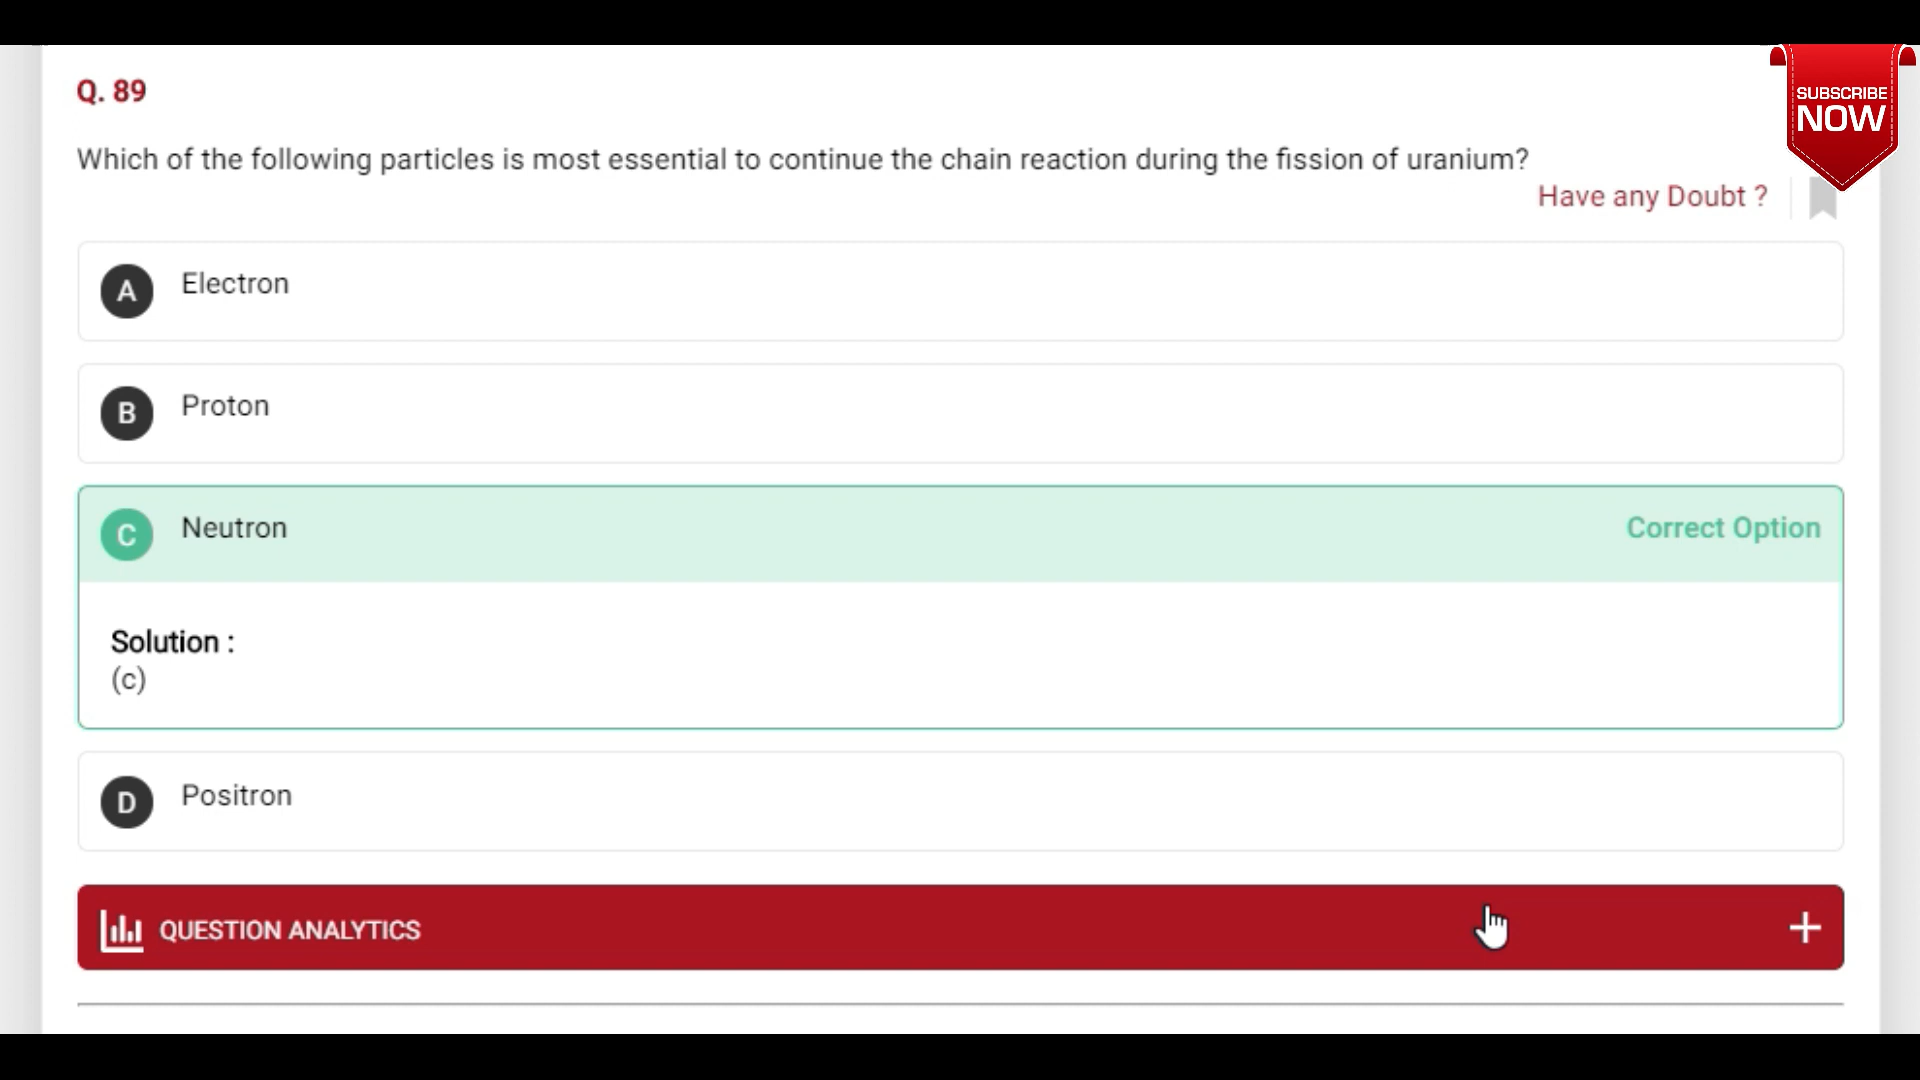 Q. 89
SUBSCRIBE
NOW
Which of the following particles is most essential to continue the chain reaction during the fission of uranium?
Have any Doubt ?
A Electron
B Proton
C Neutron Correct Option
Solution :
(c)
D Positron
QUESTION ANALYTICS +